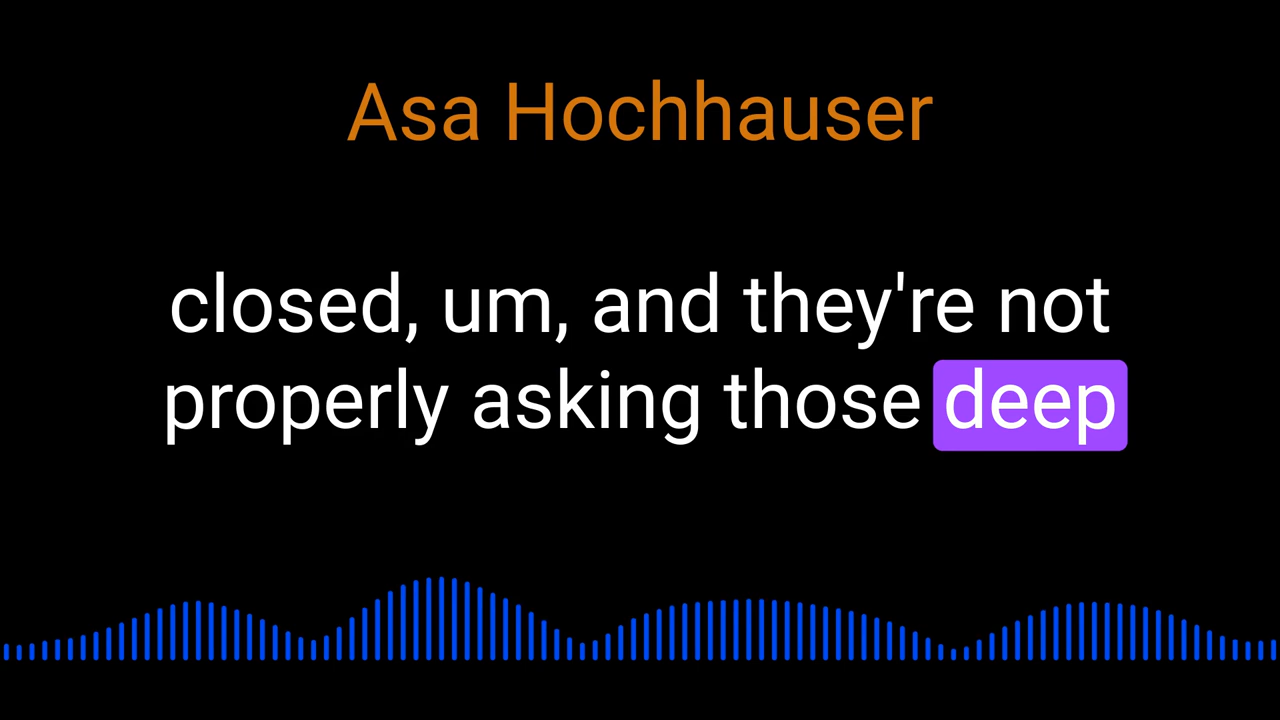 Asa Hochhauser
closed, um, and they're not
properly asking those deep